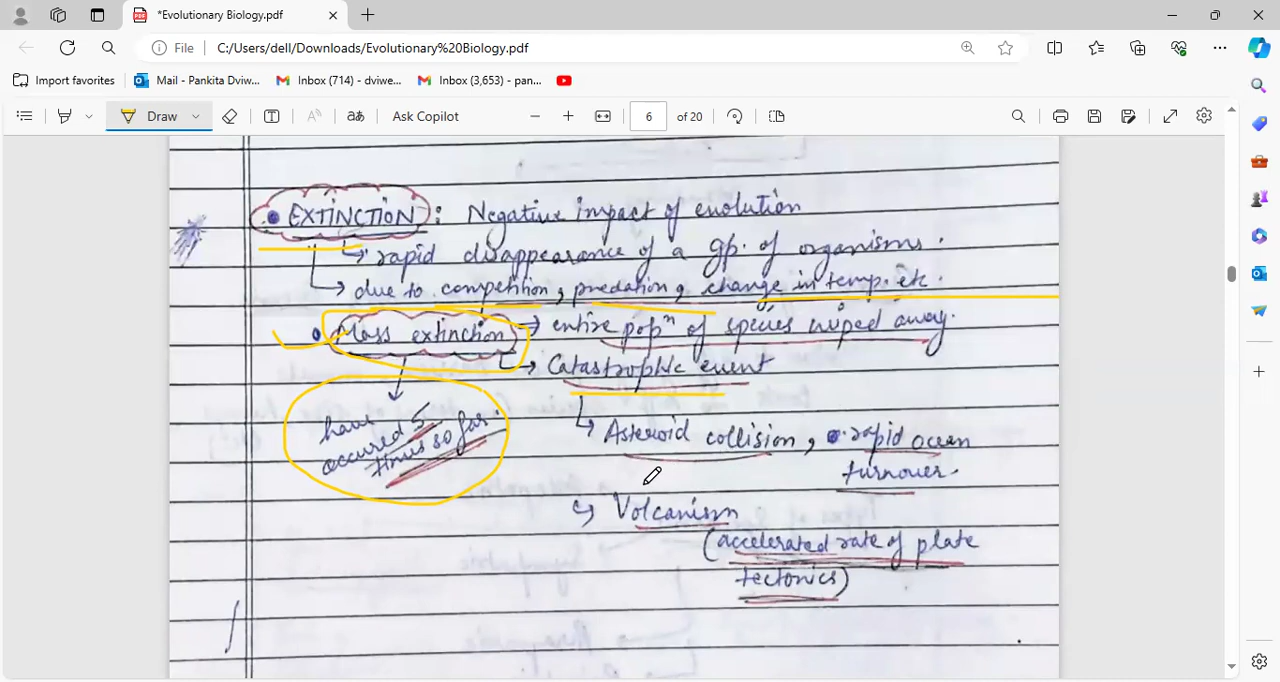 *Evolutionary Biology.pdf
File C:/Users/dell/Downloads/Evolutionary%20Biology.pdf
Import favorites Mail - Pankita Dviw... Inbox (714) - dviwe... Inbox (3,653) - pan...
Draw aあ Ask Copilot 6 of 20
EXTINCTION : Negative impact of evolution
rapid disappearance of a gp. of organisms.
due to competition, predation, change in temp. etc.
Mass extinction → entire popⁿ of species wiped away.
Catastrophic event
have occured 5 times so far.
Asteroid collision, rapid ocean turnover.
Volcanism
(accelerated rate of plate
tectonics)